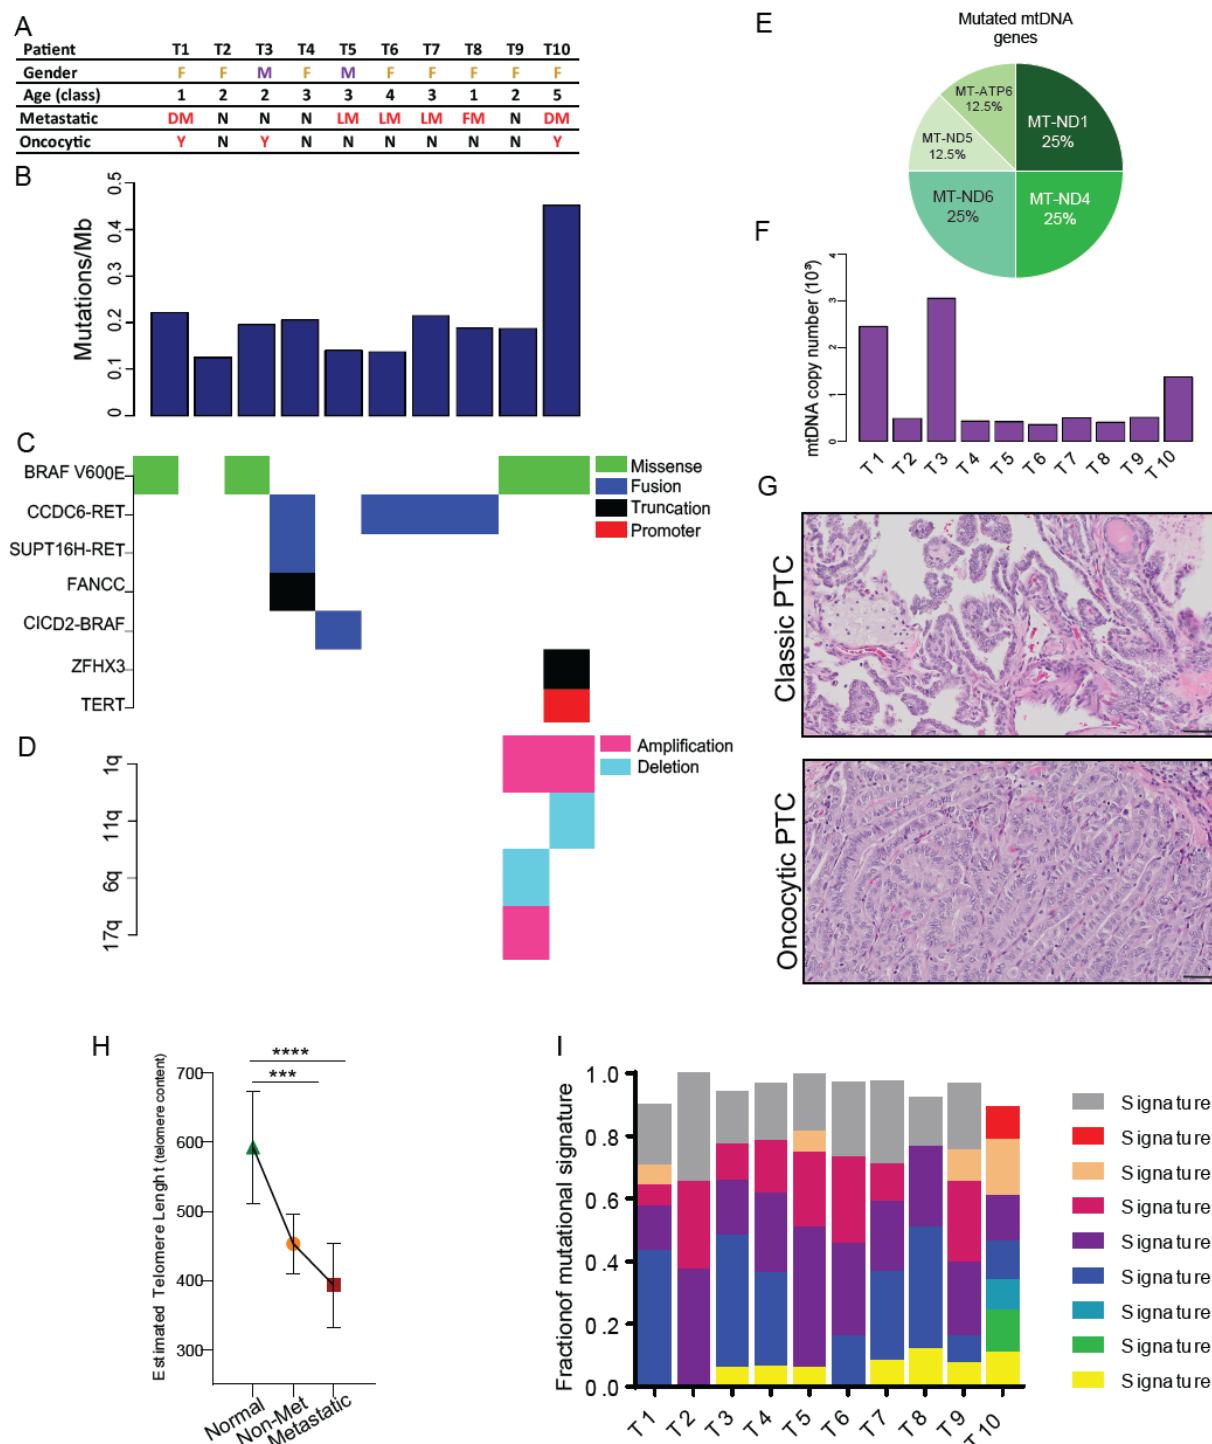 A
Patient T1 T2 T3 T4 T5 T6 T7 T8 T9 T10
Gender F F M F M F F F F F
Age (class) 1 2 2 3 3 4 3 1 2 5
Metastatic DM N N N LM LM LM FM N DM
Oncocytic Y N Y N N N N N N Y
B
Mutations/Mb
0.5
0.4
0.3
0.2
0.1
0
C
BRAF V600E
CCDC6-RET
SUPT16H-RET
FANCC
CICD2-BRAF
ZFHX3
TERT
Missense
Fusion
Truncation
Promoter
D
1q
11q
6q
17q
Amplification
Deletion
E
Mutated mtDNA
genes
MT-ATP6
12.5%
MT-ND1
25%
MT-ND5
12.5%
MT-ND6
25%
MT-ND4
25%
F
mtDNA copy number (10³)
4
3
2
1
0
T1 T2 T3 T4 T5 T6 T7 T8 T9 T10
G
Classic PTC
Oncocytic PTC
H
Estimated Telomere Lenght (telomere content)
700
600
500
400
300
****
***
Normal
Non-Met
Metastatic
I
Fractionof mutational signature
1.0
0.8
0.6
0.4
0.2
0.0
T1 T2 T3 T4 T5 T6 T7 T8 T9 T10
Signature
Signature
Signature
Signature
Signature
Signature
Signature
Signature
Signature